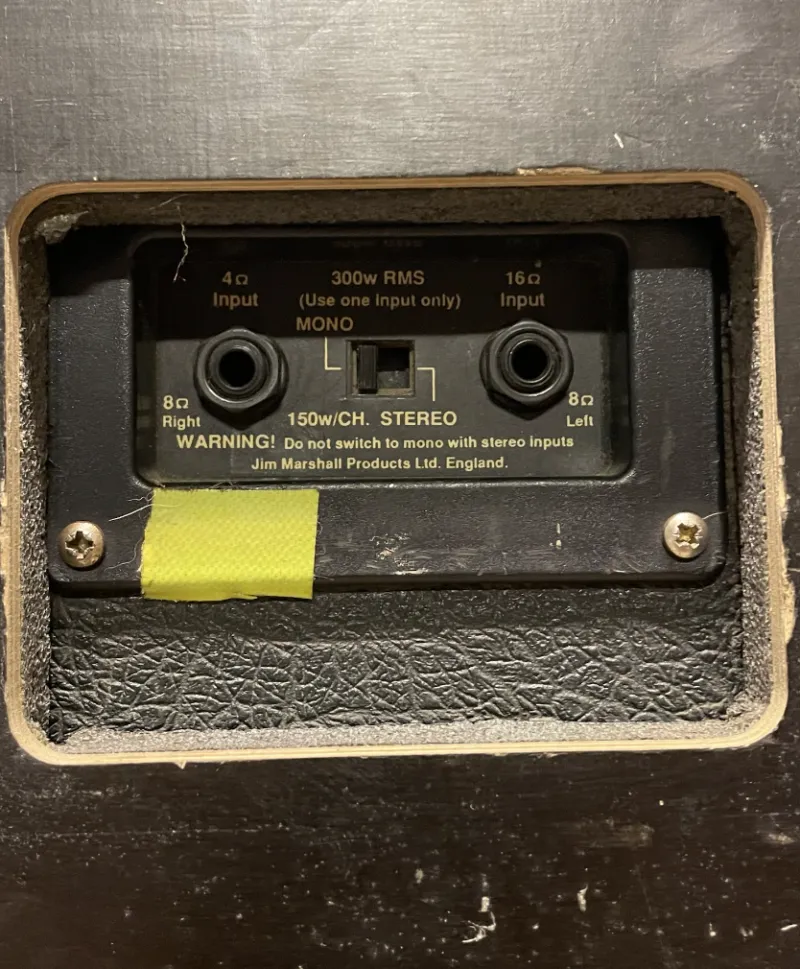 4Ω 300w RMS 16Ω
Input (Use one input only) Input
MONO
8Ω 8Ω
Right 150w/CH. STEREO Left
WARNING! Do not switch to mono with stereo inputs
Jim Marshall Products Ltd. England.